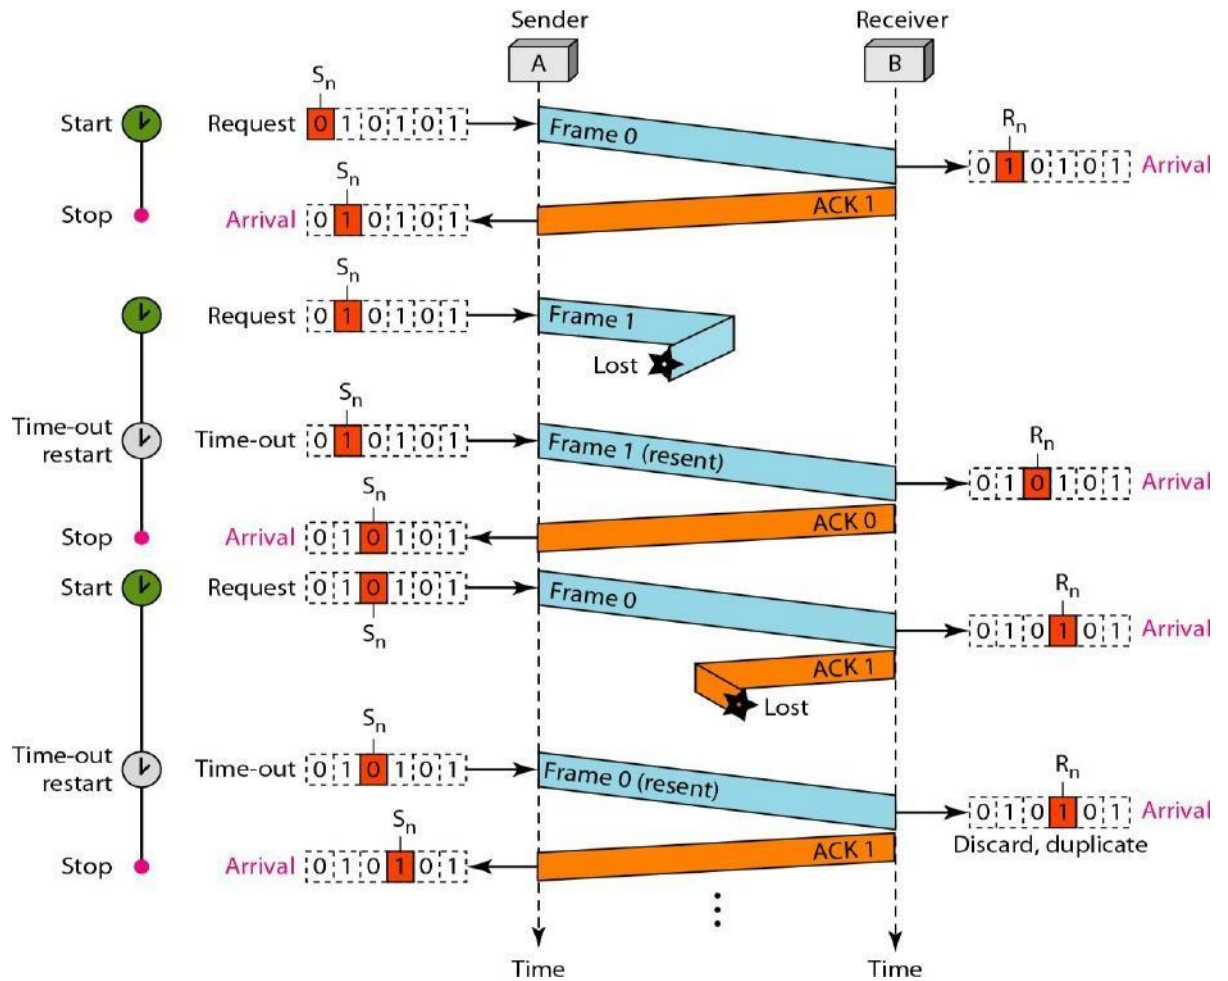 Sender Receiver
A B
Sn
Start Request 0 1 0 1 0 1 Frame 0
Rn
0 1 0 1 0 1 Arrival
Sn
Stop Arrival 0 1 0 1 0 1 ACK 1
Sn
Request 0 1 0 1 0 1 Frame 1
Lost
Sn
Time-out
restart
Time-out 0 1 0 1 0 1 Frame 1 (resent)
Rn
0 1 0 1 0 1 Arrival
Sn
Stop Arrival 0 1 0 1 0 1 ACK 0
Start Request 0 1 0 1 0 1 Frame 0
Sn
Rn
0 1 0 1 0 1 Arrival
ACK 1
Lost
Sn
Time-out
restart
Time-out 0 1 0 1 0 1 Frame 0 (resent)
Rn
0 1 0 1 0 1 Arrival
Discard, duplicate
Sn
Stop Arrival 0 1 0 1 0 1 ACK 1
Time Time